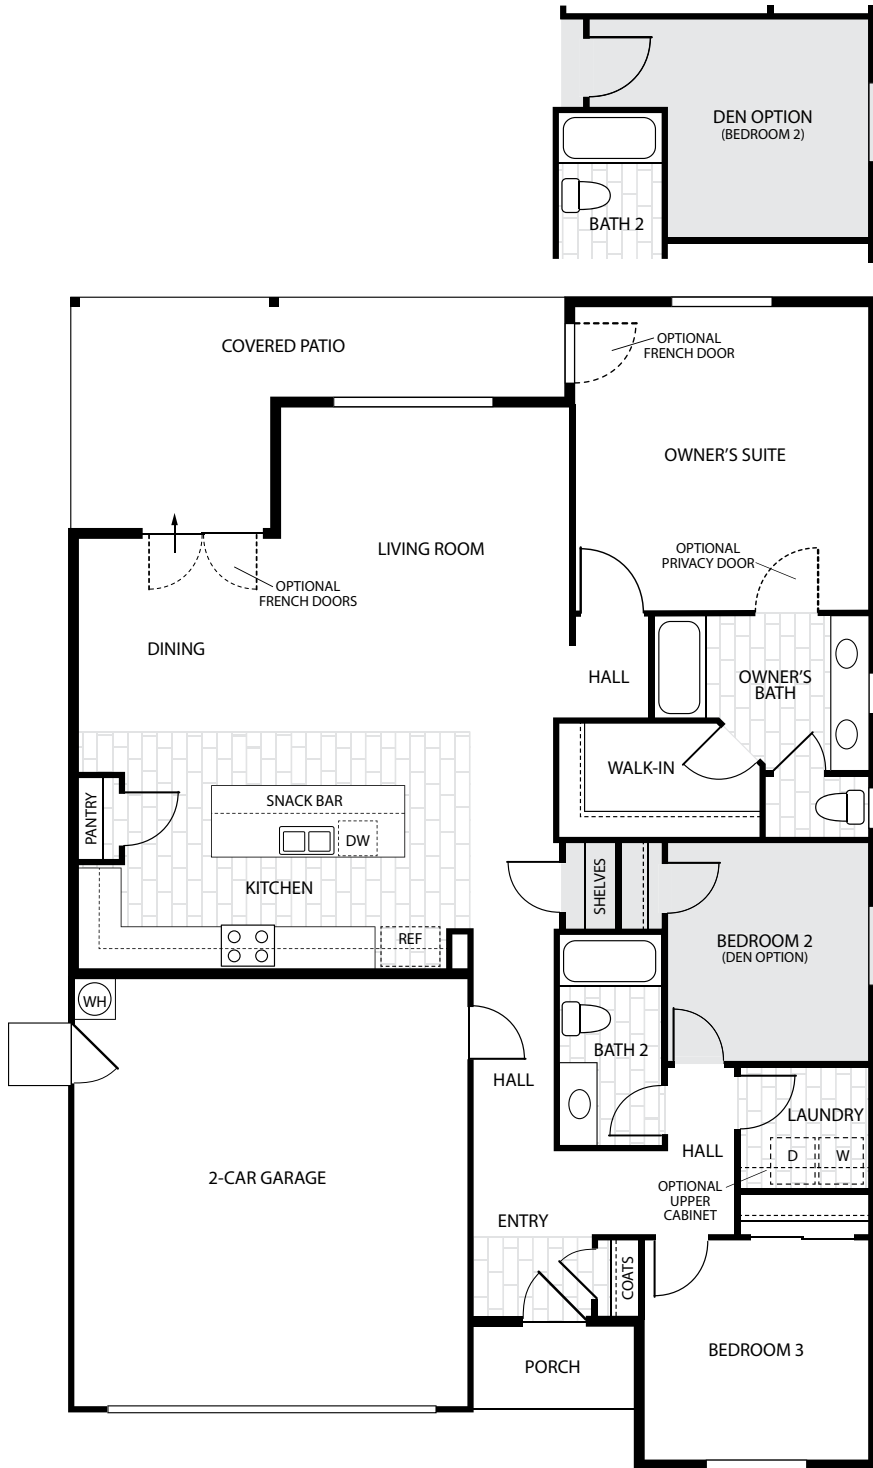 DEN OPTION
(BEDROOM 2)
BATH 2
COVERED PATIO
OPTIONAL
FRENCH DOOR
OWNER’S SUITE
LIVING ROOM
OPTIONAL
PRIVACY DOOR
OPTIONAL
FRENCH DOORS
DINING
HALL
OWNER’S
BATH
WALK-IN
PANTRY
SNACK BAR
DW
KITCHEN
SHELVES
REF
BEDROOM 2
(DEN OPTION)
WH
BATH 2
HALL
LAUNDRY
HALL
D
W
2-CAR GARAGE
OPTIONAL
UPPER
CABINET
ENTRY
COATS
PORCH
BEDROOM 3